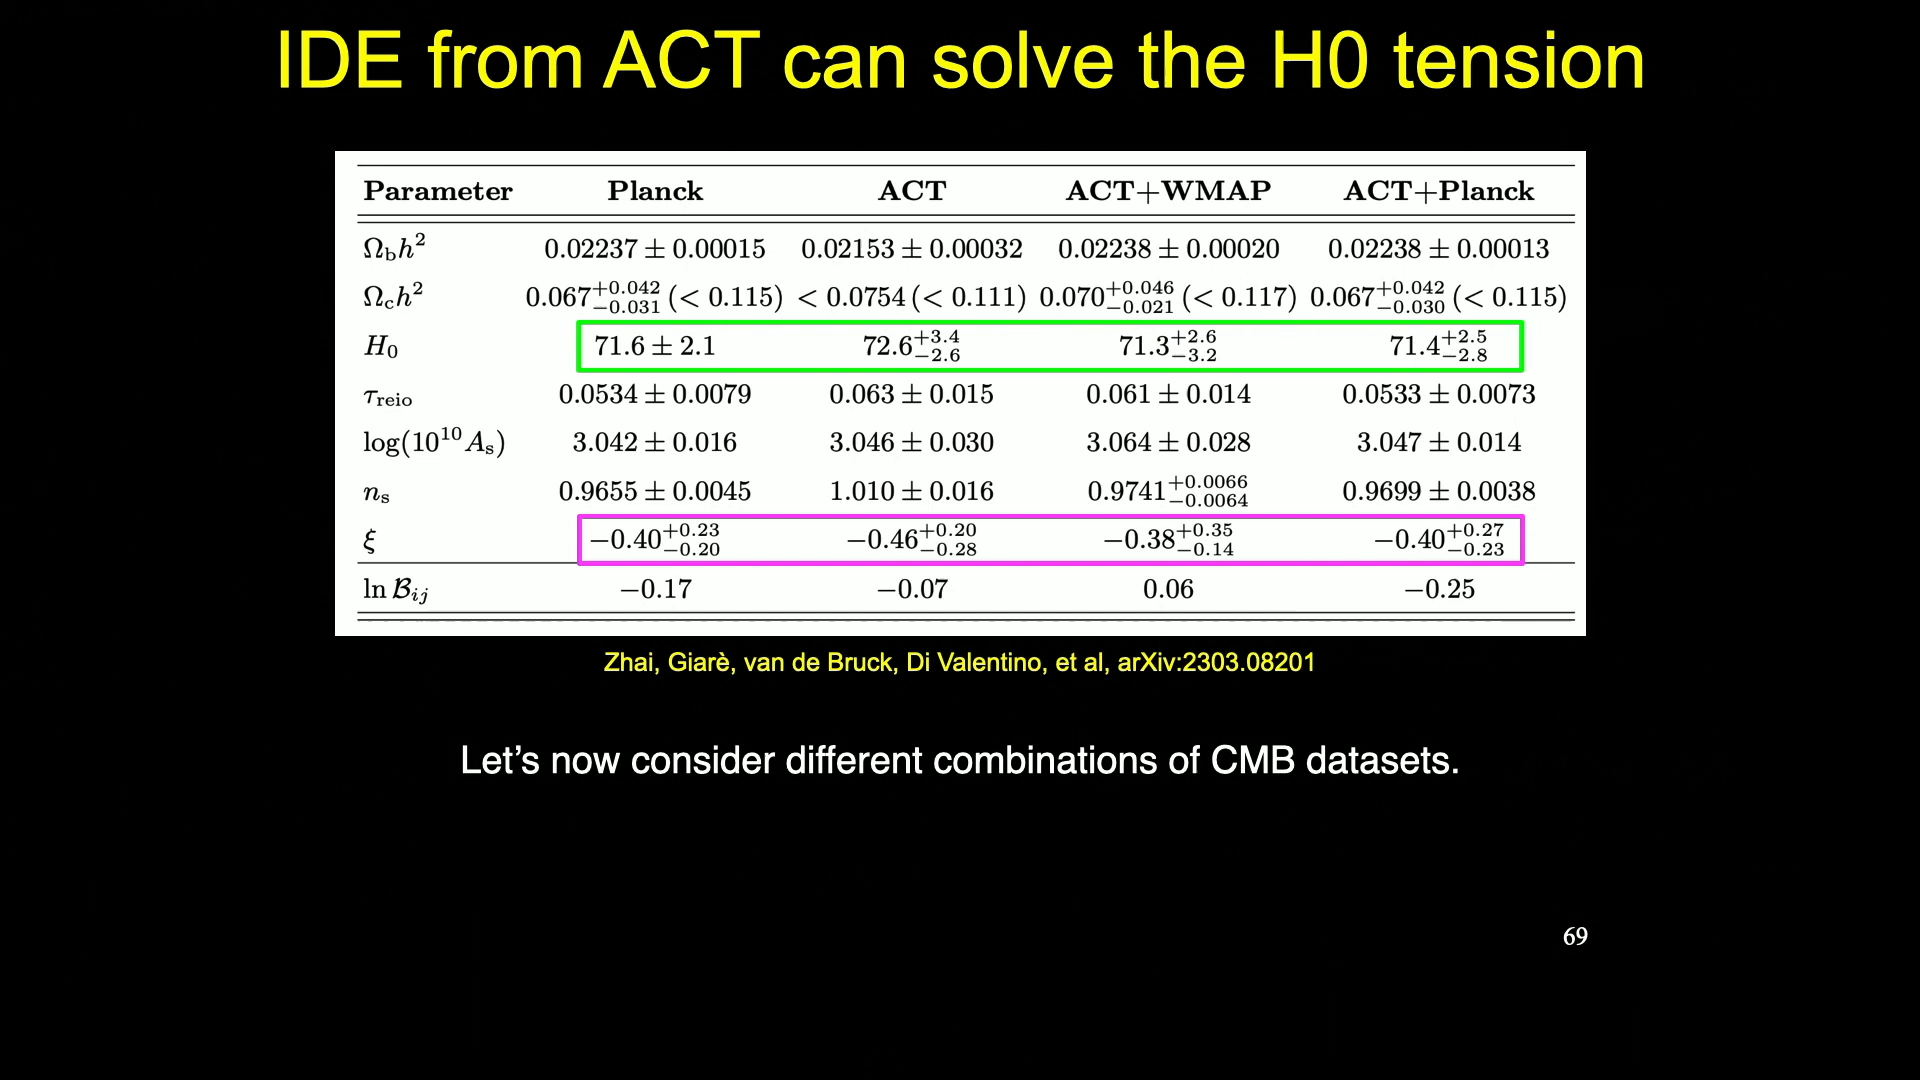 IDE from ACT can solve the H0 tension
Parameter Planck ACT ACT+WMAP ACT+Planck
Ω_b h² 0.02237 ± 0.00015 0.02153 ± 0.00032 0.02238 ± 0.00020 0.02238 ± 0.00013
Ω_c h² 0.067^{+0.042}_{−0.031} (< 0.115) < 0.0754 (< 0.111) 0.070^{+0.046}_{−0.021} (< 0.117) 0.067^{+0.042}_{−0.030} (< 0.115)
H_0 71.6 ± 2.1 72.6^{+3.4}_{−2.6} 71.3^{+2.6}_{−3.2} 71.4^{+2.5}_{−2.8}
τ_reio 0.0534 ± 0.0079 0.063 ± 0.015 0.061 ± 0.014 0.0533 ± 0.0073
log(10^{10} A_s) 3.042 ± 0.016 3.046 ± 0.030 3.064 ± 0.028 3.047 ± 0.014
n_s 0.9655 ± 0.0045 1.010 ± 0.016 0.9741^{+0.0066}_{−0.0064} 0.9699 ± 0.0038
ξ −0.40^{+0.23}_{−0.20} −0.46^{+0.20}_{−0.28} −0.38^{+0.35}_{−0.14} −0.40^{+0.27}_{−0.23}
ln B_{ij} −0.17 −0.07 0.06 −0.25
Zhai, Giarè, van de Bruck, Di Valentino, et al, arXiv:2303.08201
Let’s now consider different combinations of CMB datasets.
69